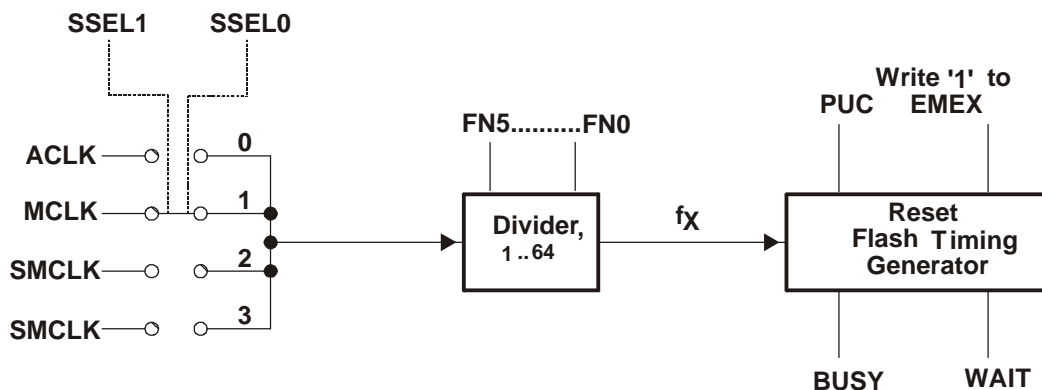 SSEL1 SSEL0
Write '1' to
PUC EMEX
FN5..........FN0
ACLK 0
MCLK 1
SMCLK 2
SMCLK 3
Divider,
1 .. 64
fX
Reset
Flash Timing
Generator
BUSY WAIT